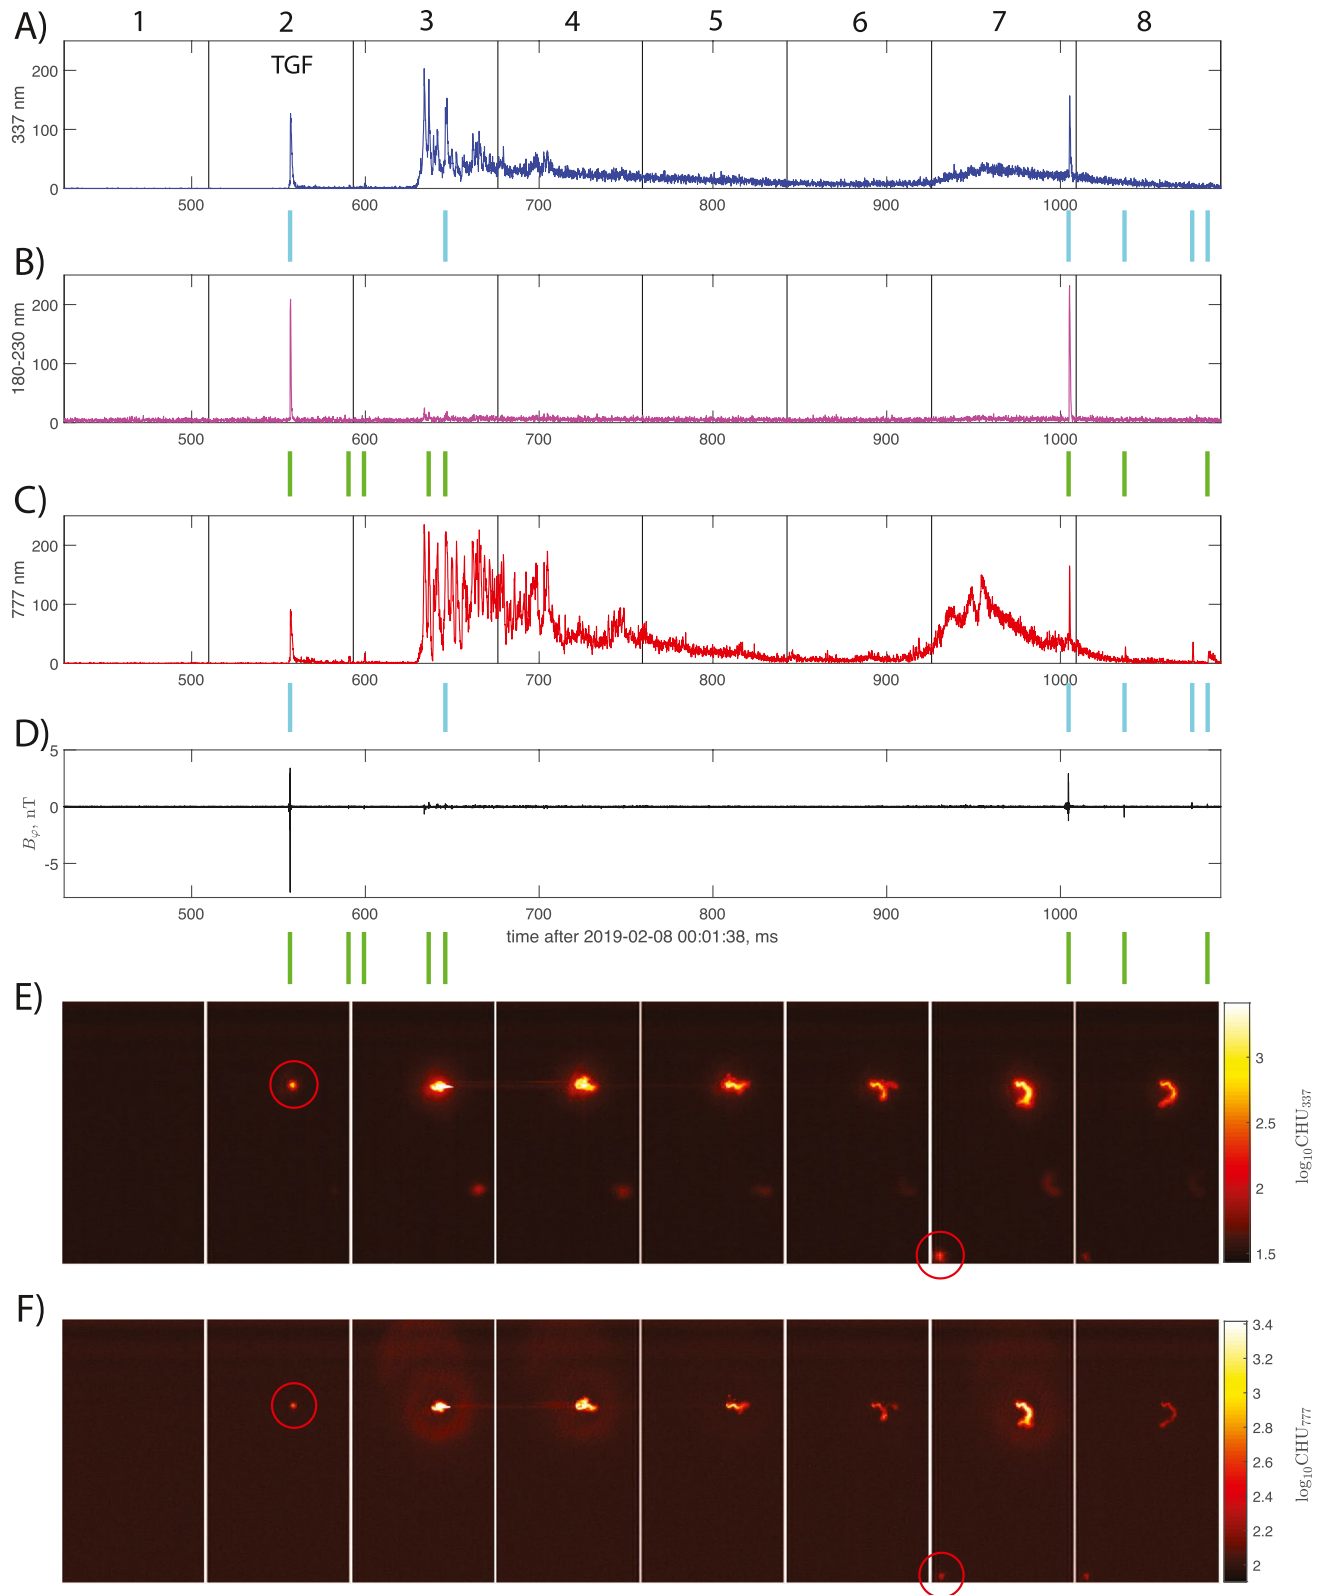 A) 1 2 3 4 5 6 7 8
TGF
200
100
0
337 nm
500 600 700 800 900 1000
B)
200
100
0
180-230 nm
500 600 700 800 900 1000
C)
200
100
0
777 nm
500 600 700 800 900 1000
D)
5
0
-5
Bφ, nT
500 600 700 800 900 1000
time after 2019-02-08 00:01:38, ms
E)
3
2.5
2
1.5
log10CHU337
F)
3.4
3.2
3
2.8
2.6
2.4
2.2
2
log10CHU777